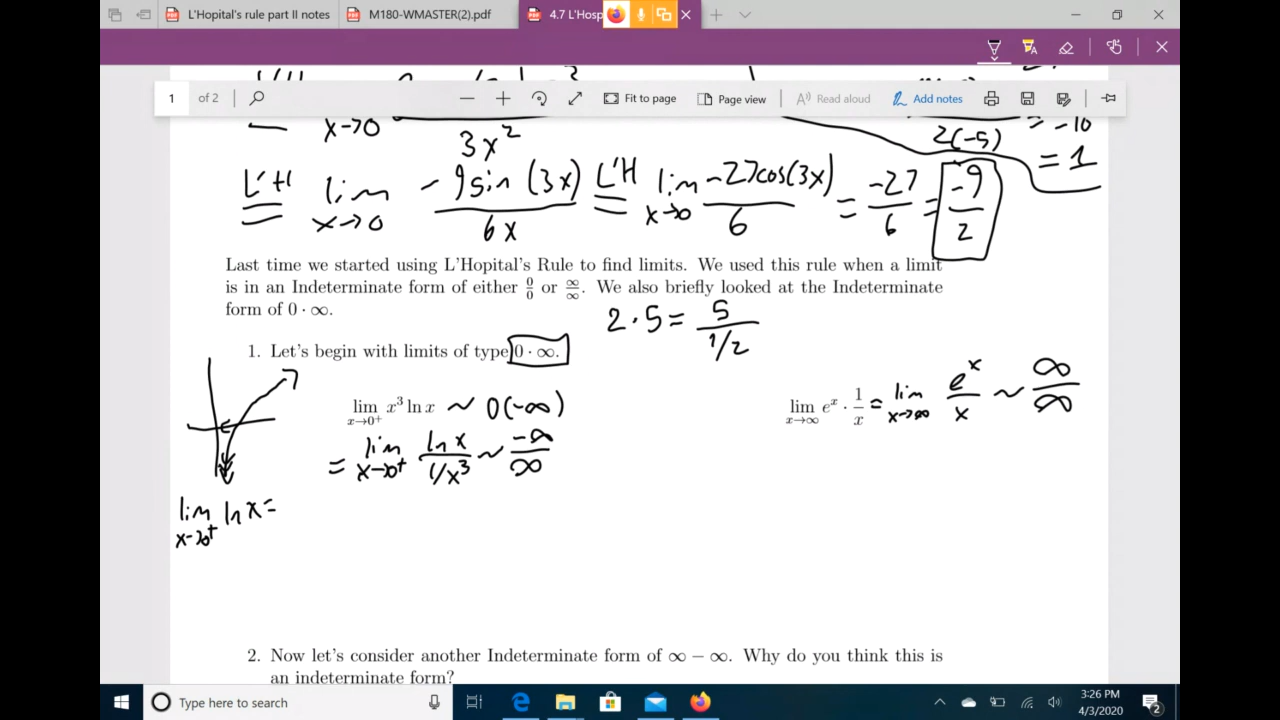 L'Hopital's rule part II notes
M180-WMASTER(2).pdf
4.7 L'Hosp
1 of 2 Fit to page Page view Read aloud Add notes
L'H
x→0 3x² 2(-5) = -10
= 1
L'H lim x→0 -9sin(3x)/6x L'H lim x→0 -27cos(3x)/6 = -27/6 = -9/2
Last time we started using L'Hopital's Rule to find limits. We used this rule when a limit
is in an Indeterminate form of either 0/0 or ∞/∞. We also briefly looked at the Indeterminate
form of 0 · ∞.
2 · 5 = 5/(1/2)
1. Let's begin with limits of type 0 · ∞.
lim x→0⁺ x³ ln x ~ 0(-∞)
lim x→∞ eˣ · 1/x = lim x→∞ eˣ/x ~ ∞/∞
= lim x→0⁺ ln x/(1/x³) ~ -∞/∞
lim x→0⁺ ln x =
2. Now let's consider another Indeterminate form of ∞ − ∞. Why do you think this is
an indeterminate form?
Type here to search
3:26 PM
4/3/2020
2